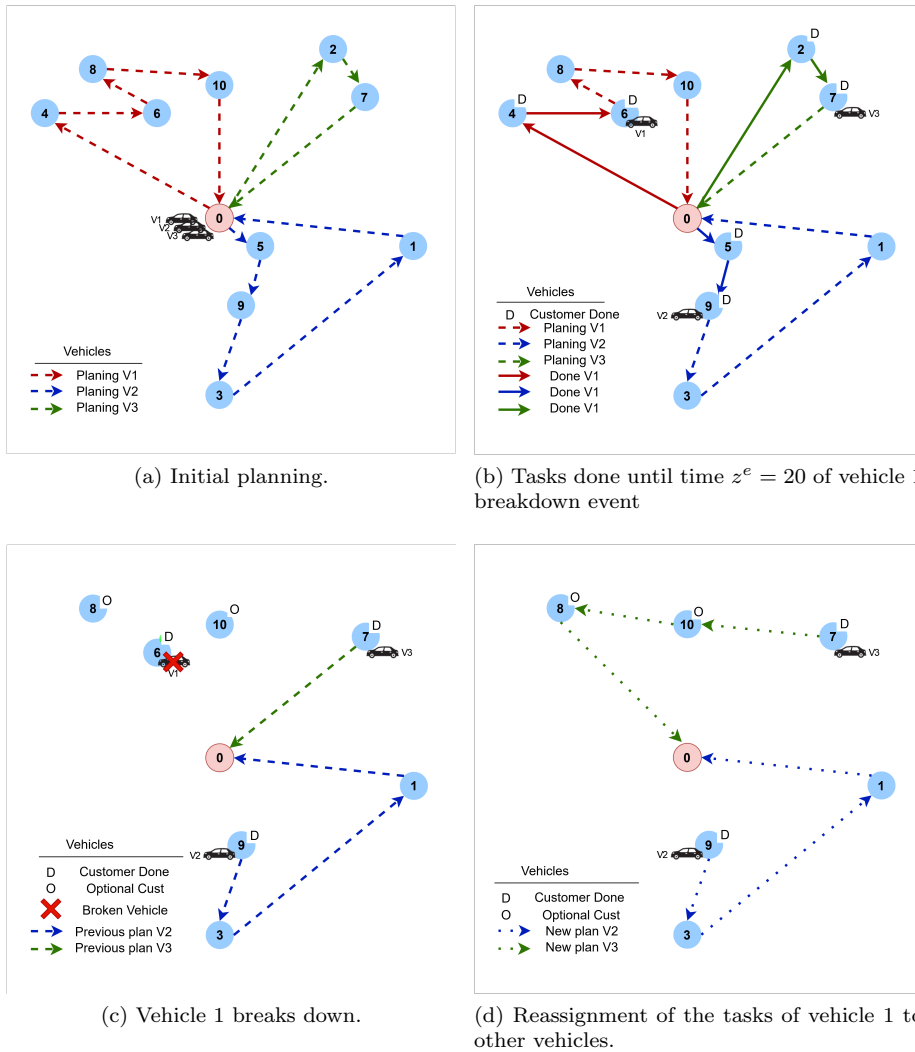 8
10
4
6
2
7
0
V1
V2
V3
5
1
9
3
Vehicles
Planing V1
Planing V2
Planing V3
(a) Initial planning.
D
2
8
10
D
7
V3
D
4
D
6
V1
0
D
5
1
D
9
V2
3
Vehicles
D Customer Done
Planing V1
Planing V2
Planing V3
Done V1
Done V1
Done V1
(b) Tasks done until time z^e = 20 of vehicle 1
breakdown event
8 O
10 O
6 D
V1
7 D
V3
0
1
9 D
V2
3
Vehicles
D Customer Done
O Optional Cust
Broken Vehicle
Previous plan V2
Previous plan V3
(c) Vehicle 1 breaks down.
8 O
10 O
7 D
V3
0
1
9 D
V2
3
Vehicles
D Customer Done
O Optional Cust
New plan V2
New plan V3
(d) Reassignment of the tasks of vehicle 1 to
other vehicles.